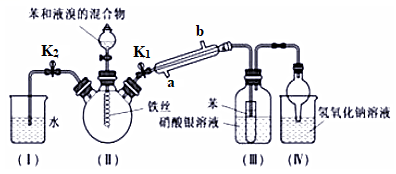 苯和液溴的混合物
K2
K1
b
a
水
铁丝
苯
硝酸银溶液
氢氧化钠溶液
(Ⅰ)
(Ⅱ)
(Ⅲ)
(Ⅳ)